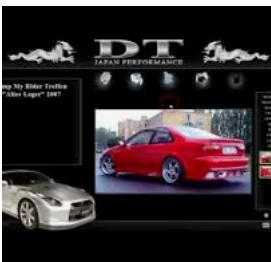 DT
JAPAN PERFORMANCE
mp My Rider Treffen
"Altes Lager" 2007